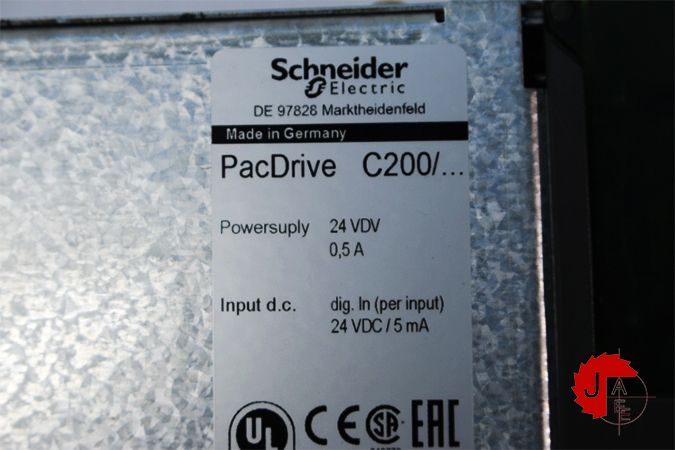 Schneider
Electric
DE 97828 Marktheidenfeld
Made in Germany
PacDrive C200/...
Powersuply 24 VDV
0,5 A
Input d.c. dig. In (per input)
24 VDC / 5 mA
UL CE SA EAC
J A